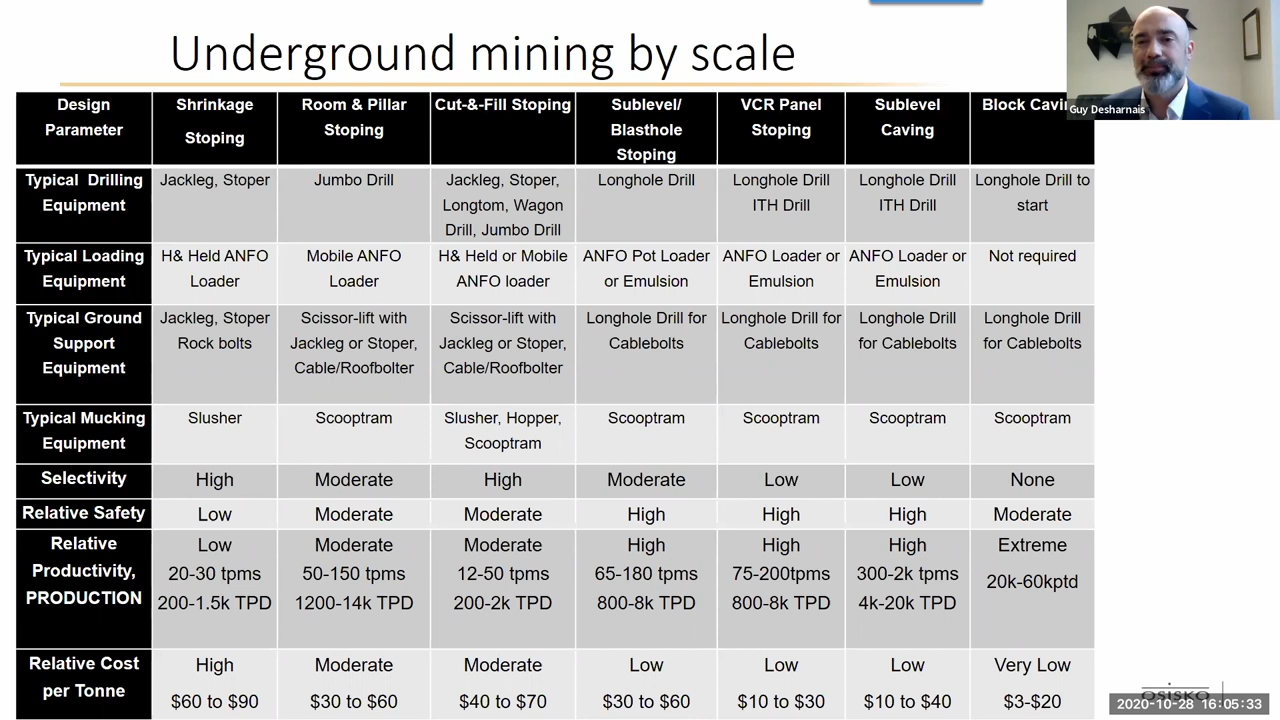 Underground mining by scale
Guy Desharnais
Design Parameter
Shrinkage Stoping
Room & Pillar Stoping
Cut-&-Fill Stoping
Sublevel/ Blasthole Stoping
VCR Panel Stoping
Sublevel Caving
Block
Typical Drilling Equipment
Jackleg, Stoper
Jumbo Drill
Jackleg, Stoper, Longtom, Wagon Drill, Jumbo Drill
Longhole Drill
Longhole Drill ITH Drill
Longhole Drill ITH Drill
Longhole Drill to start
Typical Loading Equipment
H& Held ANFO Loader
Mobile ANFO Loader
H& Held or Mobile ANFO loader
ANFO Pot Loader or Emulsion
ANFO Loader or Emulsion
ANFO Loader or Emulsion
Not required
Typical Ground Support Equipment
Jackleg, Stoper Rock bolts
Scissor-lift with Jackleg or Stoper, Cable/Roofbolter
Scissor-lift with Jackleg or Stoper, Cable/Roofbolter
Longhole Drill for Cablebolts
Longhole Drill for Cablebolts
Longhole Drill for Cablebolts
Longhole Drill for Cablebolts
Typical Mucking Equipment
Slusher
Scooptram
Slusher, Hopper, Scooptram
Scooptram
Scooptram
Scooptram
Scooptram
Selectivity
High
Moderate
High
Moderate
Low
Low
None
Relative Safety
Low
Moderate
Moderate
High
High
High
Moderate
Relative Productivity, PRODUCTION
Low 20-30 tpms 200-1.5k TPD
Moderate 50-150 tpms 1200-14k TPD
Moderate 12-50 tpms 200-2k TPD
High 65-180 tpms 800-8k TPD
High 75-200tpms 800-8k TPD
High 300-2k tpms 4k-20k TPD
Extreme 20k-60kptd
Relative Cost per Tonne
High $60 to $90
Moderate $30 to $60
Moderate $40 to $70
Low $30 to $60
Low $10 to $30
Low $10 to $40
Very Low $3-$20
OSISKO
2020-10-28 16:05:33